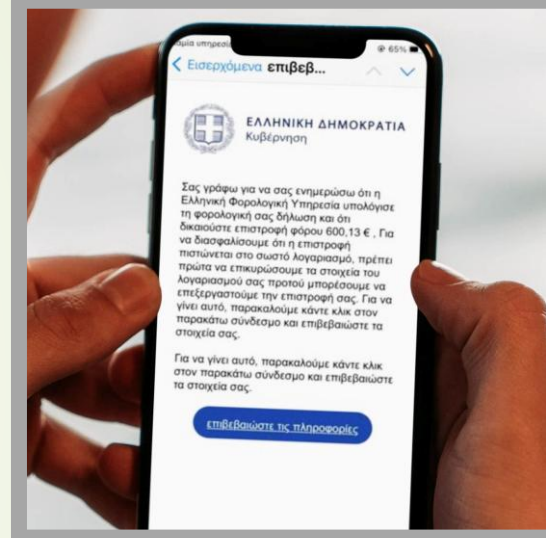 υπηρεσί
65%
Εισερχόμενα επιβεβ...
ΕΛΛΗΝΙΚΗ ΔΗΜΟΚΡΑΤΙΑ
Κυβέρνηση
Σας γράφω για να σας ενημερώσω ότι η
Ελληνική Φορολογική Υπηρεσία υπολόγισε
τη φορολογική σας δήλωση και ότι
δικαιούστε επιστροφή φόρου 600,13 € , Για
να διασφαλίσουμε ότι η επιστροφή
πιστώνεται στο σωστό λογαριασμό, πρέπει
πρώτα να επικυρώσουμε τα στοιχεία του
λογαριασμού σας προτού μπορέσουμε να
επεξεργαστούμε την επιστροφή σας. Για να
γίνει αυτό, παρακαλούμε κάντε κλικ στον
παρακάτω σύνδεσμο και επιβεβαιώστε τα
στοιχεία σας.
Για να γίνει αυτό, παρακαλούμε κάντε κλικ
στον παρακάτω σύνδεσμο και επιβεβαιώστε
τα στοιχεία σας.
επιβεβαιώστε τις πληροφορίες